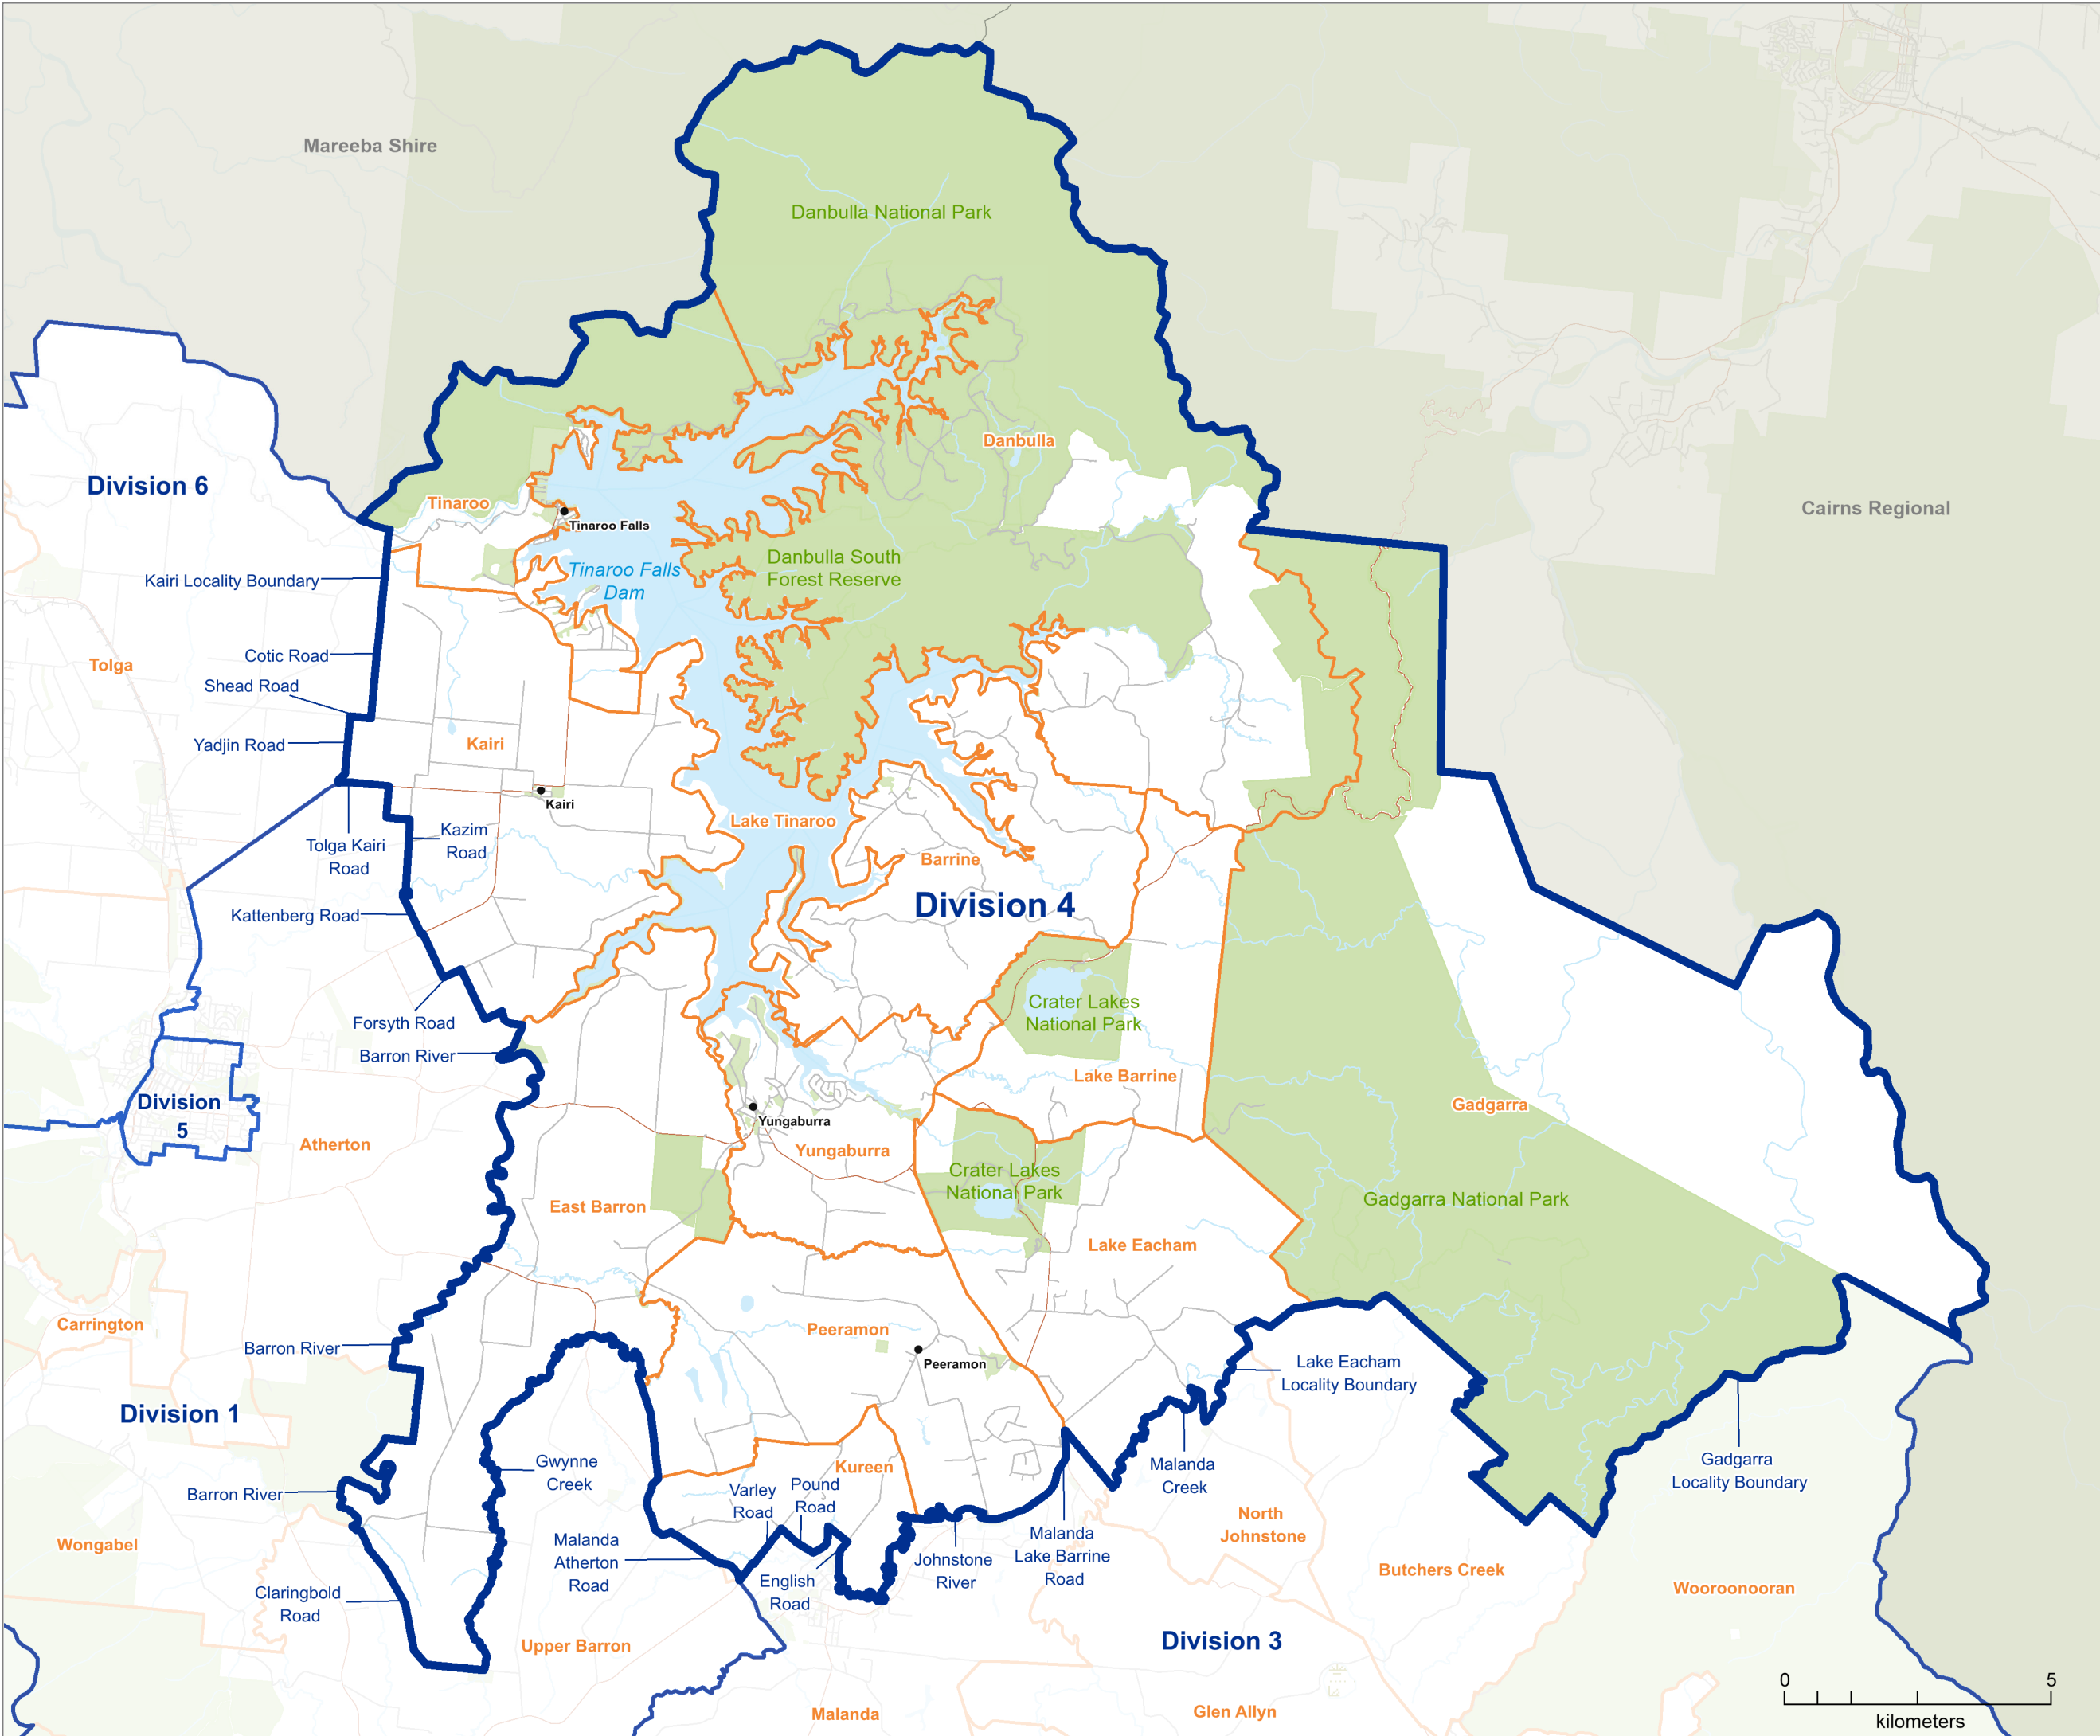 Mareeba Shire
Danbulla National Park
Danbulla
Division 6
Tinaroo
Tinaroo Falls
Cairns Regional
Danbulla South
Forest Reserve
Tinaroo Falls
Dam
Kairi Locality Boundary
Cotic Road
Tolga
Shead Road
Yadjin Road
Kairi
Kairi
Lake Tinaroo
Kazim
Road
Tolga Kairi
Road
Barrine
Division 4
Kattenberg Road
Crater Lakes
National Park
Forsyth Road
Barron River
Lake Barrine
Division
5
Gadgarra
Yungaburra
Atherton
Yungaburra
Crater Lakes
National Park
East Barron
Gadgarra National Park
Lake Eacham
Carrington
Peeramon
Barron River
Peeramon
Lake Eacham
Locality Boundary
Division 1
Gwynne
Creek
Kureen
Malanda
Creek
Gadgarra
Locality Boundary
Barron River
Varley
Road
Pound
Road
North
Johnstone
Wongabel
Malanda
Atherton
Road
Johnstone
River
Malanda
Lake Barrine
Road
Butchers Creek
Wooroonooran
Claringbold
Road
English
Road
Upper Barron
Division 3
Malanda
Glen Allyn
0 5
kilometers